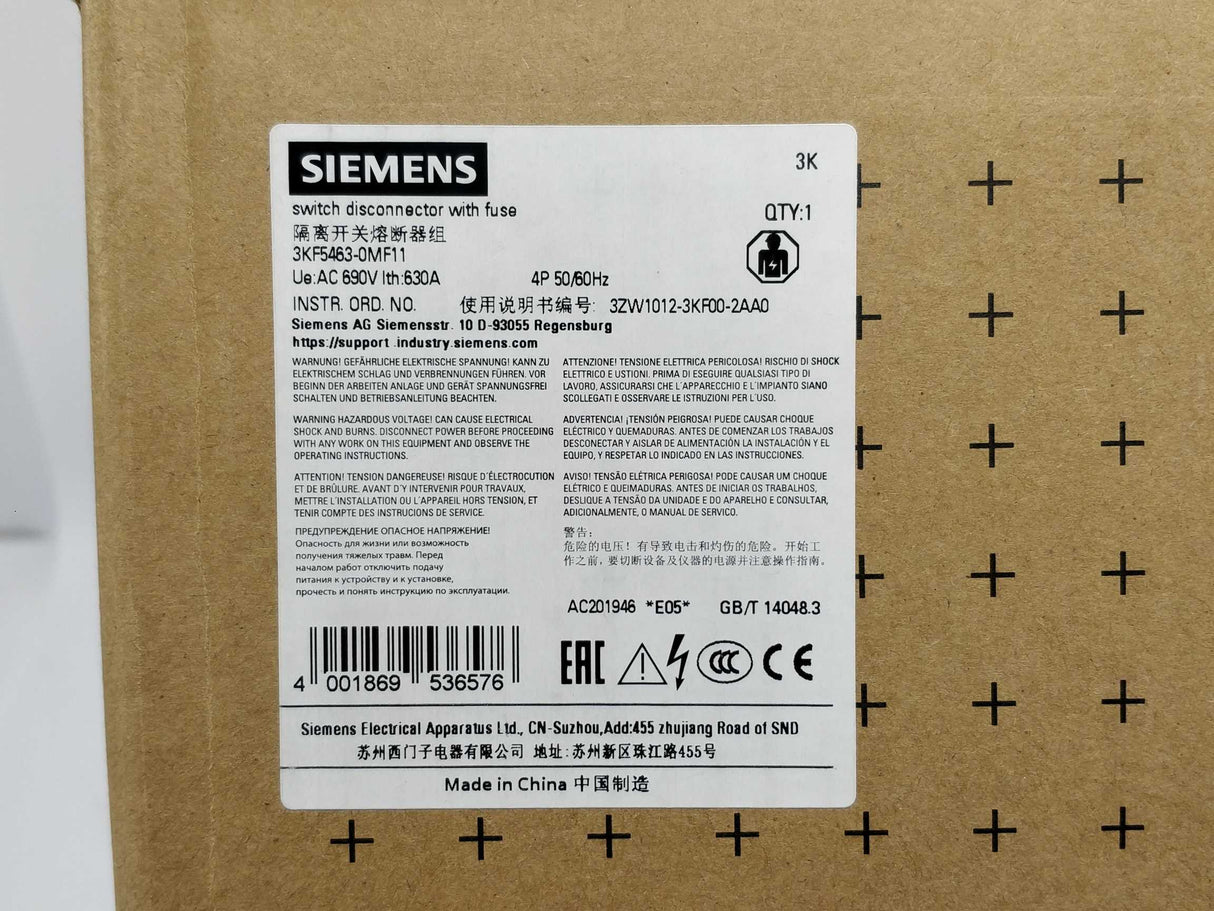 SIEMENS
3K
switch disconnector with fuse
QTY:1
隔离开关熔断器组
3KF5463-0MF11
Ue:AC 690V Ith:630A 4P 50/60Hz
INSTR. ORD. NO. 使用说明书编号: 3ZW1012-3KF00-2AA0
Siemens AG Siemensstr. 10 D-93055 Regensburg
https://support .industry.siemens.com
WARNUNG! GEFÄHRLICHE ELEKTRISCHE SPANNUNG! KANN ZU
ELEKTRISCHEM SCHLAG UND VERBRENNUNGEN FÜHREN. VOR
BEGINN DER ARBEITEN ANLAGE UND GERÄT SPANNUNGSFREI
SCHALTEN UND BETRIEBSANLEITUNG BEACHTEN.
WARNING HAZARDOUS VOLTAGE! CAN CAUSE ELECTRICAL
SHOCK AND BURNS. DISCONNECT POWER BEFORE PROCEEDING
WITH ANY WORK ON THIS EQUIPMENT AND OBSERVE THE
OPERATING INSTRUCTIONS.
ATTENTION! TENSION DANGEREUSE! RISQUE D´ÉLECTROCUTION
ET DE BRÛLURE. AVANT D'Y INTERVENIR POUR TRAVAUX,
METTRE L´INSTALLATION OU L´APPAREIL HORS TENSION, ET
TENIR COMPTE DES INSTRUCIONS DE SERVICE.
ПРЕДУПРЕЖДЕНИЕ ОПАСНОЕ НАПРЯЖЕНИЕ!
Опасность для жизни или возможность
получения тяжелых травм. Перед
началом работ отключить подачу
питания к устройству и к установке,
прочесть и понять инструкцию по эксплуатации.
ATTENZIONE! TENSIONE ELETTRICA PERICOLOSA! RISCHIO DI SHOCK
ELETTRICO E USTIONI. PRIMA DI ESEGUIRE QUALSIASI TIPO DI
LAVORO, ASSICURARSI CHE L´APPARECCHIO E L´IMPIANTO SIANO
SCOLLEGATI E OSSERVARE LE ISTRUZIONI PER L´USO.
ADVERTENCIA! ¡TENSIÓN PEIGROSA! PUEDE CAUSAR CHOQUE
ELÉCTRICO Y QUEMADURAS. ANTES DE COMENZAR LOS TRABAJOS
DESCONECTAR Y AISLAR DE ALIMENTACIÓN LA INSTALACIÓN Y EL
EQUIPO, Y RESPETAR LO INDICADO EN LAS INSTRUCCIONES.
AVISO! TENSÃO ELÉTRICA PERIGOSA! PODE CAUSAR UM CHOQUE
ELÉTRICO E QUEIMADURAS. ANTES DE INICIAR OS TRABALHOS,
DESLIQUE A TENSÃO DA UNIDADE E DO APARELHO E CONSULTAR,
ADICIONALMENTE, O MANUAL DE SERVICO.
警告:
危险的电压! 有导致电击和灼伤的危险。开始工
作之前,要切断设备及仪器的电源并注意操作指南。
AC201946 *E05* GB/T 14048.3
EAC CCC CE
4 001869 536576
Siemens Electrical Apparatus Ltd., CN-Suzhou,Add:455 zhujiang Road of SND
苏州西门子电器有限公司 地址:苏州新区珠江路455号
Made in China 中国制造